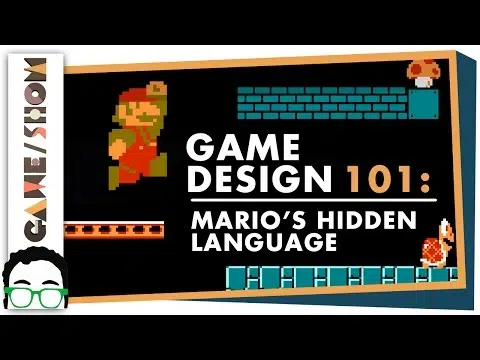 GAME/SHOW
GAME
DESIGN 101:
MARIO'S HIDDEN
LANGUAGE